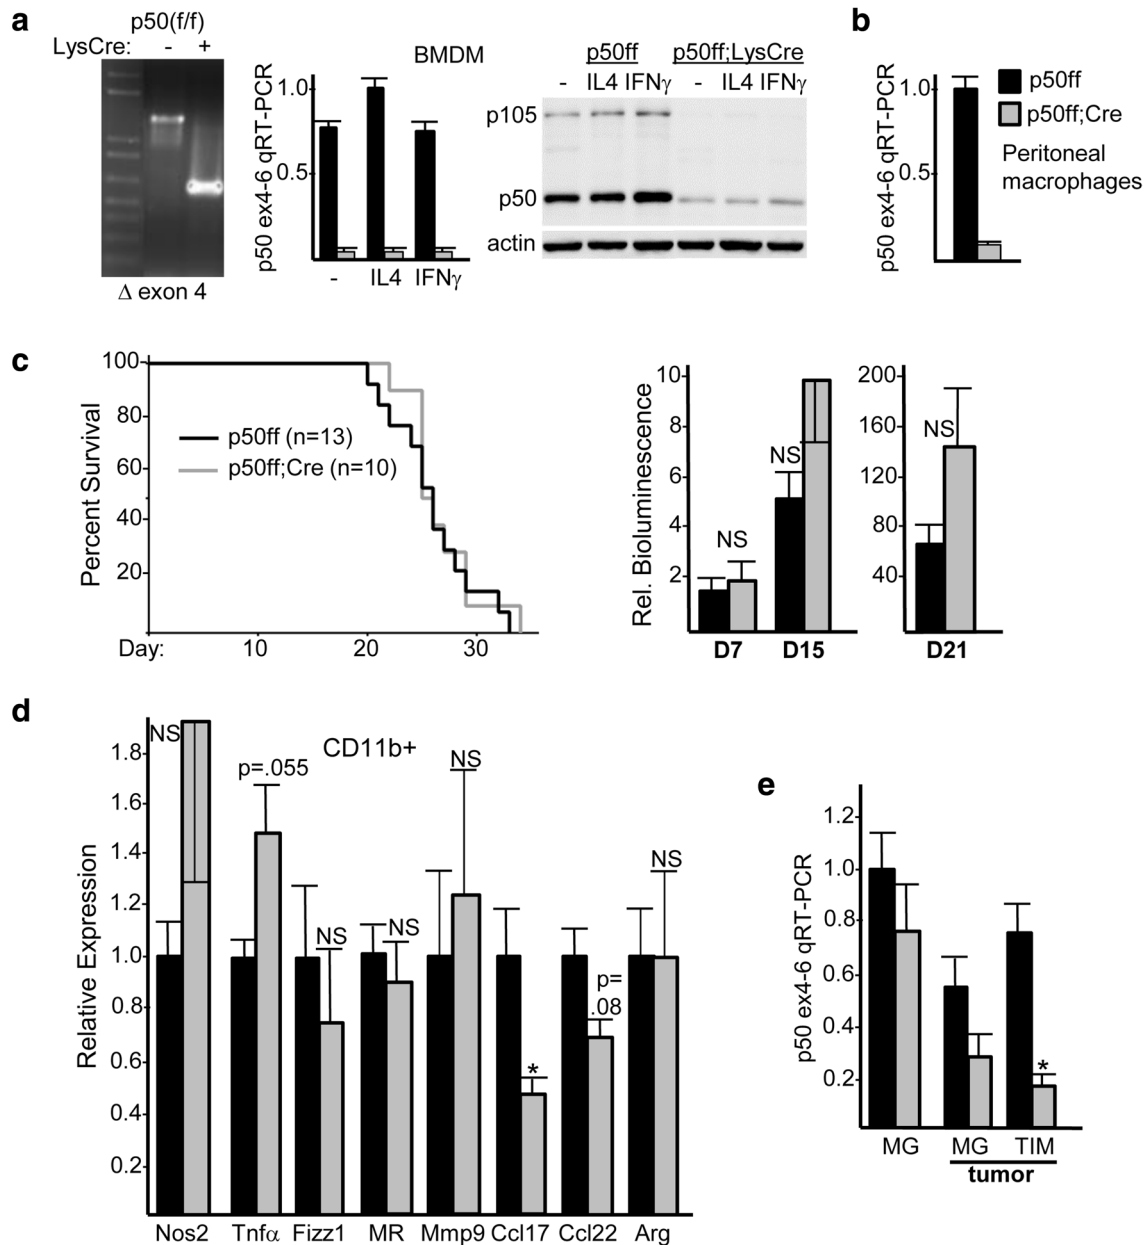 a
p50(f/f)
LysCre: - +
Δ exon 4
BMDM
p50 ex4-6 qRT-PCR
1.0
0.5
- IL4 IFNγ
p50ff p50ff;LysCre
- IL4 IFNγ - IL4 IFNγ
p105
p50
actin
b
p50 ex4-6 qRT-PCR
1.0
0.5
p50ff
p50ff;Cre
Peritoneal
macrophages
c
Percent Survival
100
80
60
40
20
p50ff (n=13)
p50ff;Cre (n=10)
Day: 10 20 30
Rel. Bioluminescence
10
8
6
4
2
NS
NS
D7 D15
200
160
120
80
40
NS
D21
d
Relative Expression
1.8
1.6
1.4
1.2
1.0
0.8
0.6
0.4
0.2
CD11b+
NS
p=.055
NS
NS
NS
*
p=
.08
NS
Nos2 Tnfα Fizz1 MR Mmp9 Ccl17 Ccl22 Arg
e
p50 ex4-6 qRT-PCR
1.2
1.0
0.8
0.6
0.4
0.2
*
MG MG TIM
tumor